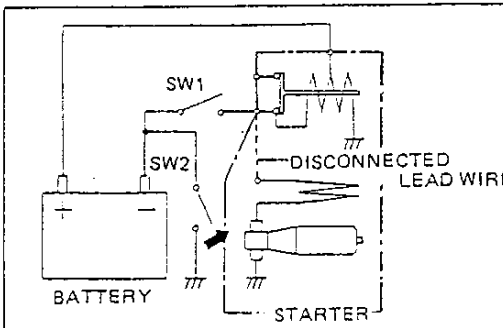 SW1
SW2
DISCONNECTED
LEAD WIRE
BATTERY
STARTER